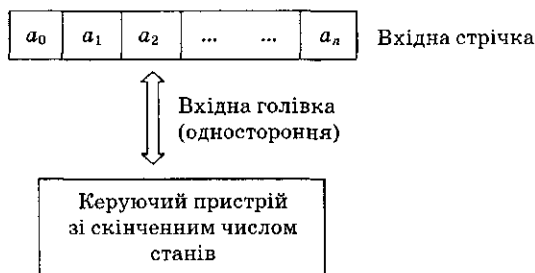 a₀ a₁ a₂ ... ... aₙ Вхідна стрічка
Вхідна голівка
(одностороння)
Керуючий пристрій
зі скінченним числом
станів